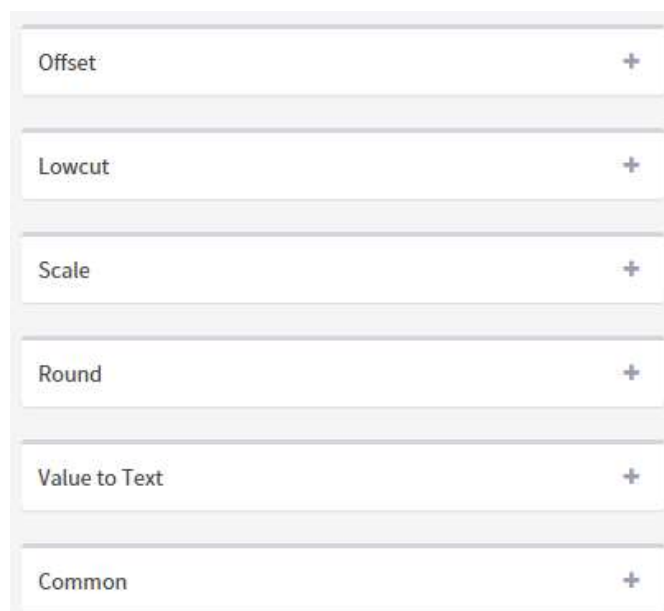 Offset
Lowcut
Scale
Round
Value to Text
Common